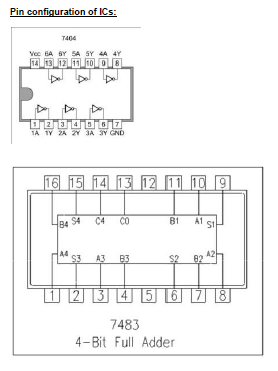 Pin configuration of ICs:
7404
Vcc 6A 6Y 5A 5Y 4A 4Y
14 13 12 11 10 9 8
1 2 3 4 5 6 7
1A 1Y 2A 2Y 3A 3Y GND
16 15 14 13 12 11 10 9
B4 S4 C4 C0 B1 A1 S1
A4 S3 A3 B3 S2 B2 A2
1 2 3 4 5 6 7 8
7483
4-Bit Full Adder